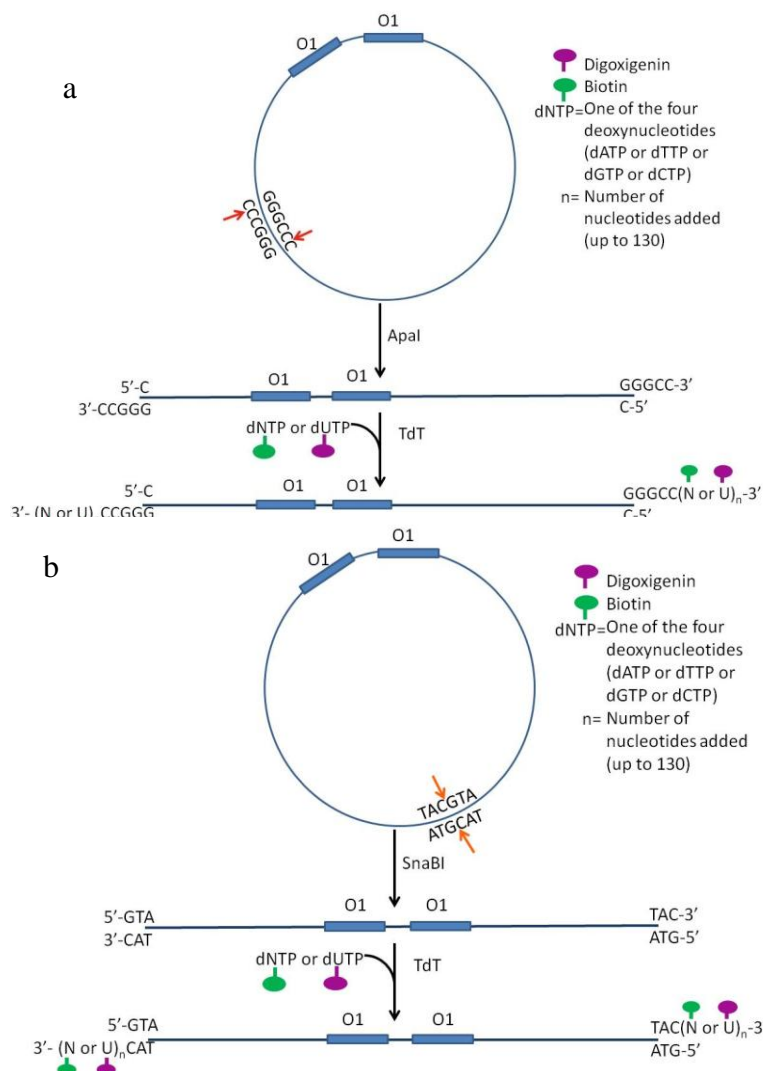 a
O1
O1
Digoxigenin
Biotin
dNTP=One of the four
deoxynucleotides
(dATP or dTTP or
dGTP or dCTP)
n= Number of
nucleotides added
(up to 130)
GGGCCC
CCCGGG
ApaI
5'-C
3'-CCGGG
O1
O1
GGGCC-3'
C-5'
dNTP or dUTP
TdT
5'-C
3'- (N or U) CCGGG
O1
O1
GGGCC(N or U)n-3'
C-5'
b
O1
O1
Digoxigenin
Biotin
dNTP=One of the four
deoxynucleotides
(dATP or dTTP or
dGTP or dCTP)
n= Number of
nucleotides added
(up to 130)
TACGTA
ATGCAT
SnaBI
5'-GTA
3'-CAT
O1
O1
TAC-3'
ATG-5'
dNTP or dUTP
TdT
5'-GTA
3'- (N or U)nCAT
O1
O1
TAC(N or U)n-3
ATG-5'